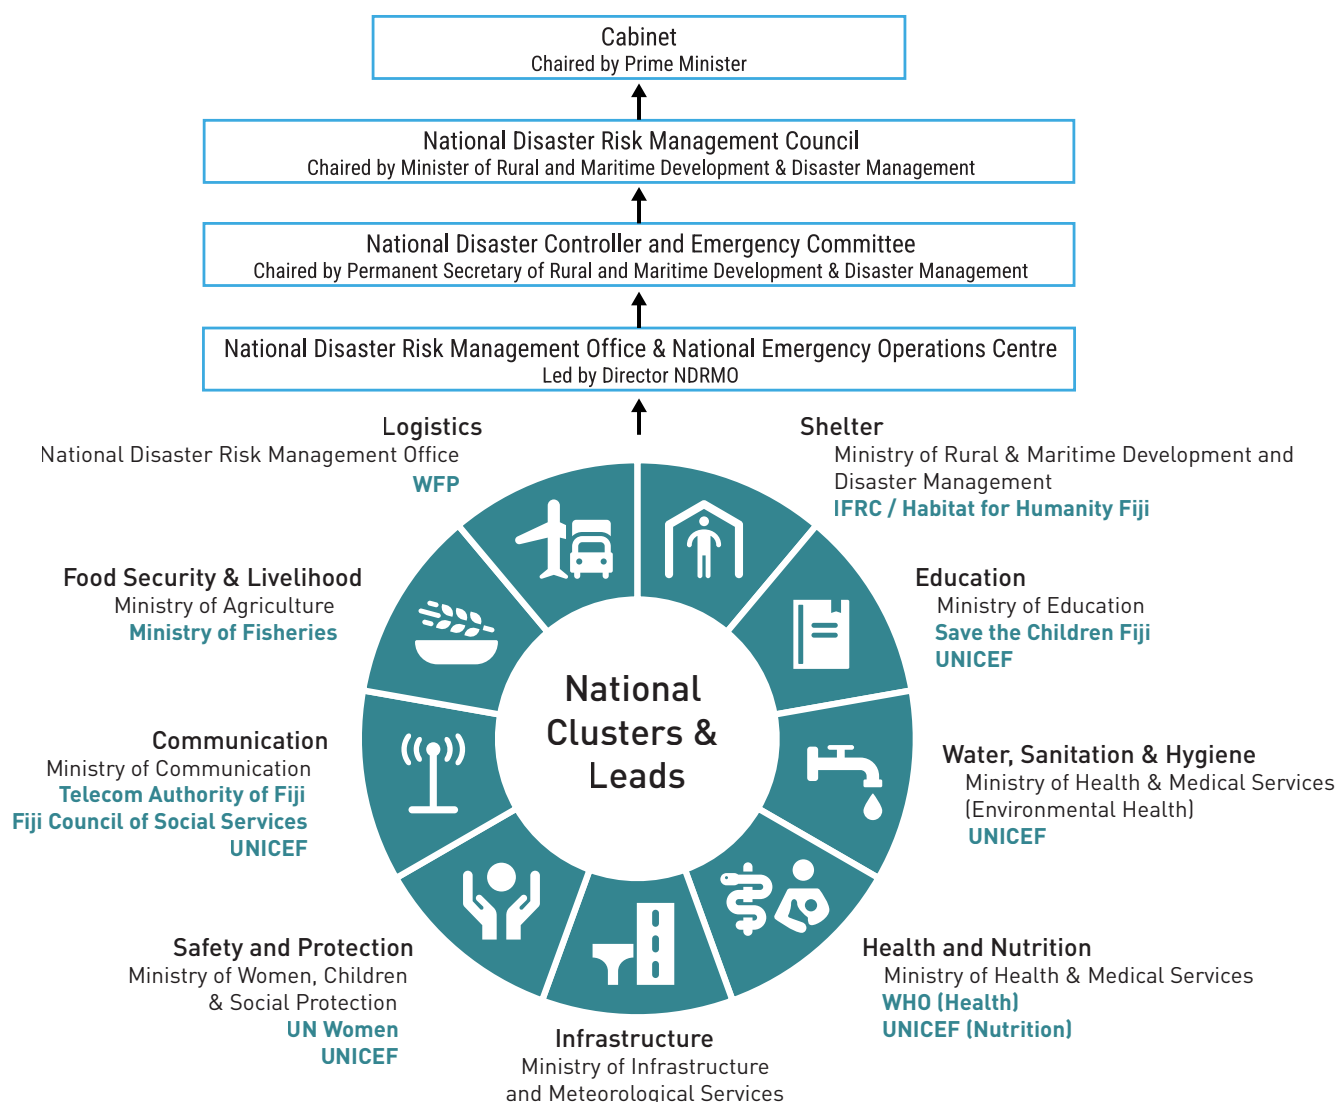 Cabinet
Chaired by Prime Minister
National Disaster Risk Management Council
Chaired by Minister of Rural and Maritime Development & Disaster Management
National Disaster Controller and Emergency Committee
Chaired by Permanent Secretary of Rural and Maritime Development & Disaster Management
National Disaster Risk Management Office & National Emergency Operations Centre
Led by Director NDRMO
Logistics
National Disaster Risk Management Office
WFP
Shelter
Ministry of Rural & Maritime Development and
Disaster Management
IFRC / Habitat for Humanity Fiji
Food Security & Livelihood
Ministry of Agriculture
Ministry of Fisheries
Education
Ministry of Education
Save the Children Fiji
UNICEF
National
Clusters &
Leads
Communication
Ministry of Communication
Telecom Authority of Fiji
Fiji Council of Social Services
UNICEF
Water, Sanitation & Hygiene
Ministry of Health & Medical Services
(Environmental Health)
UNICEF
Safety and Protection
Ministry of Women, Children
& Social Protection
UN Women
UNICEF
Health and Nutrition
Ministry of Health & Medical Services
WHO (Health)
UNICEF (Nutrition)
Infrastructure
Ministry of Infrastructure
and Meteorological Services